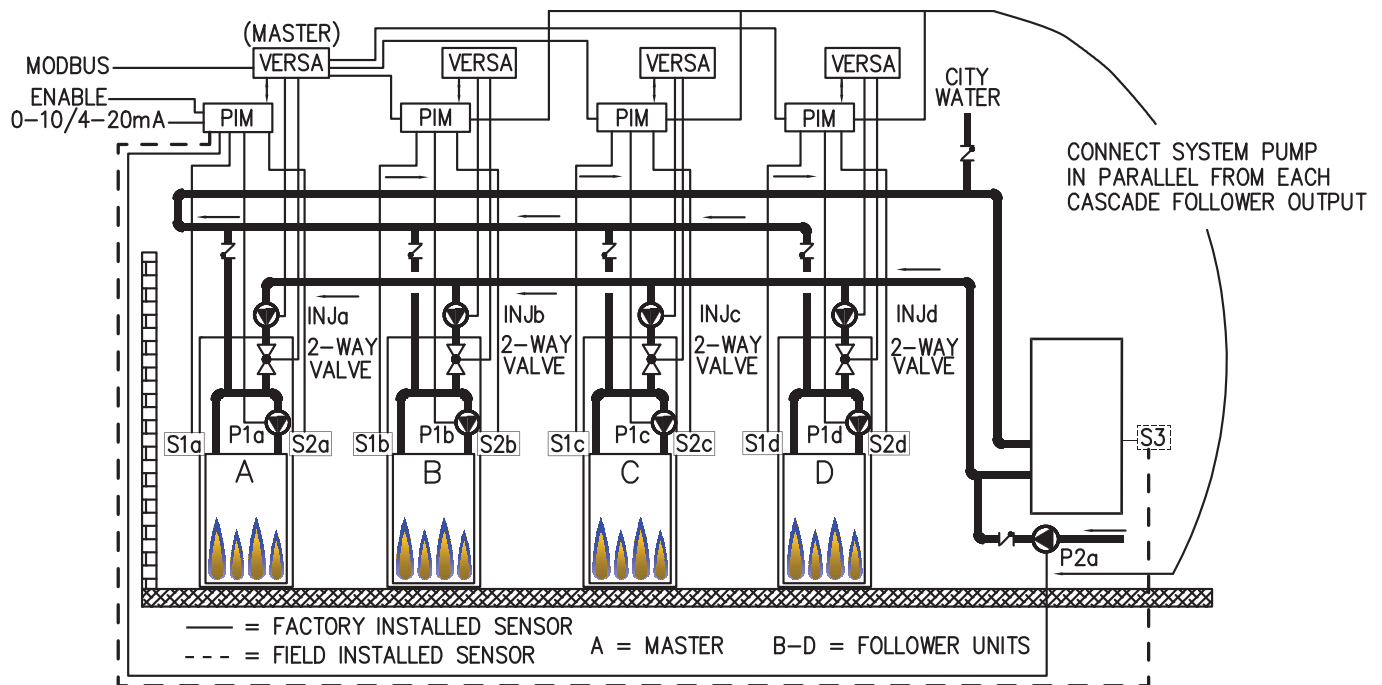 (MASTER)
MODBUS
VERSA
VERSA
VERSA
VERSA
ENABLE
0-10/4-20mA
PIM
PIM
PIM
PIM
CITY
WATER
CONNECT SYSTEM PUMP
IN PARALLEL FROM EACH
CASCADE FOLLOWER OUTPUT
INJa
2-WAY
VALVE
INJb
2-WAY
VALVE
INJc
2-WAY
VALVE
INJd
2-WAY
VALVE
S1a
P1a
S2a
S1b
P1b
S2b
S1c
P1c
S2c
S1d
P1d
S2d
S3
A
B
C
D
P2a
= FACTORY INSTALLED SENSOR
= FIELD INSTALLED SENSOR
A = MASTER
B-D = FOLLOWER UNITS